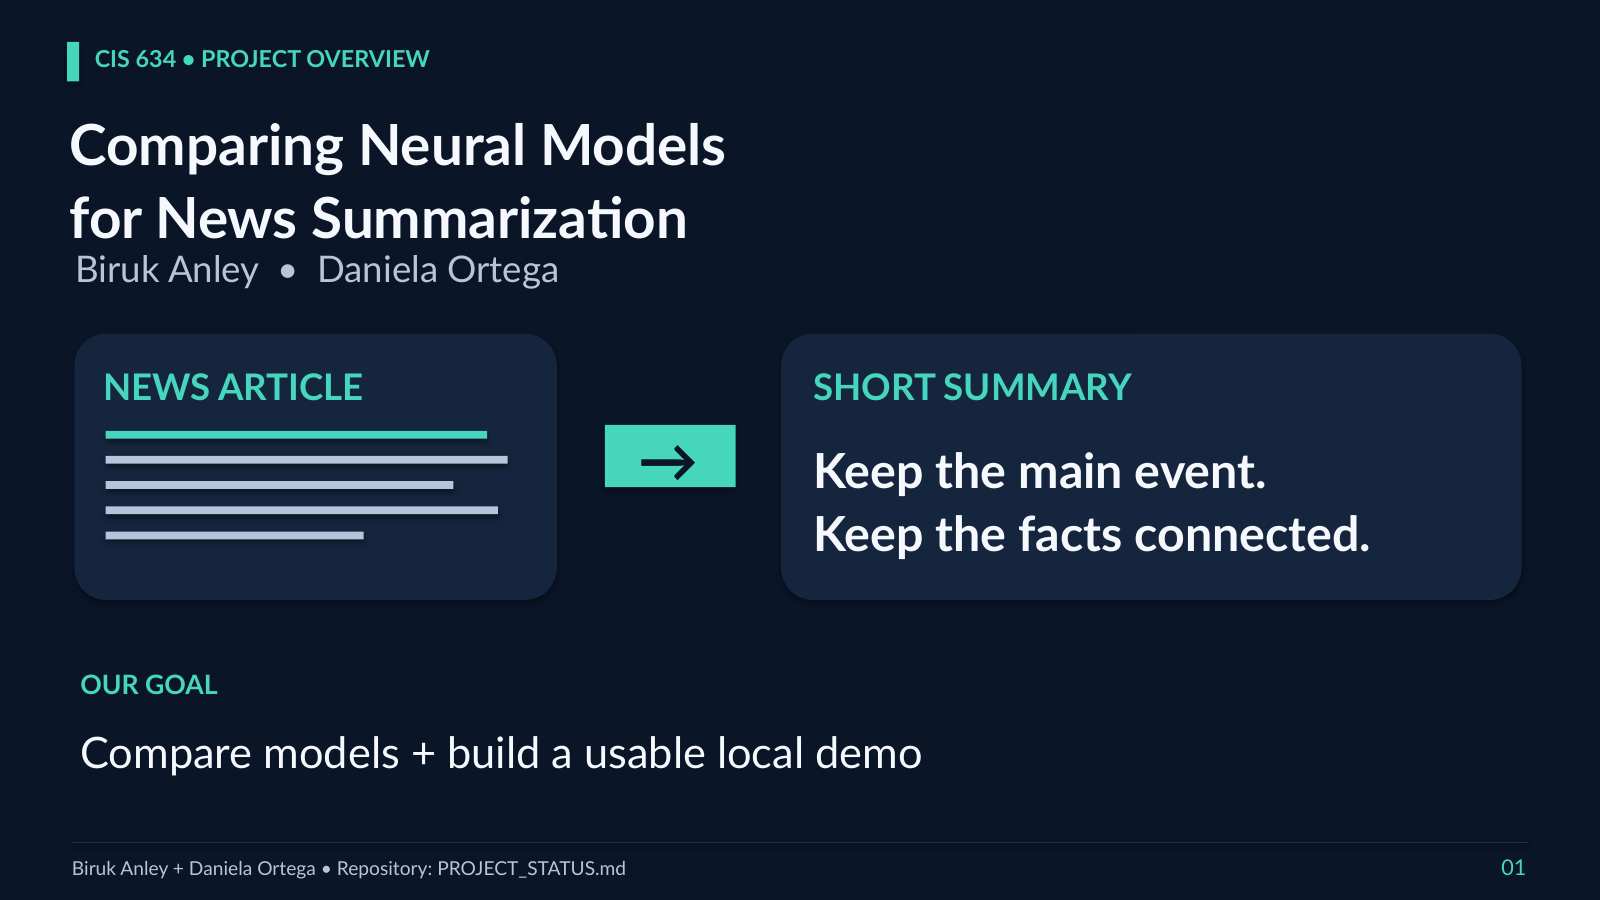 CIS 634 • PROJECT OVERVIEW
Comparing Neural Models
for News Summarization
Biruk Anley • Daniela Ortega
NEWS ARTICLE
→
SHORT SUMMARY
Keep the main event.
Keep the facts connected.
OUR GOAL
Compare models + build a usable local demo
Biruk Anley + Daniela Ortega • Repository: PROJECT_STATUS.md
01